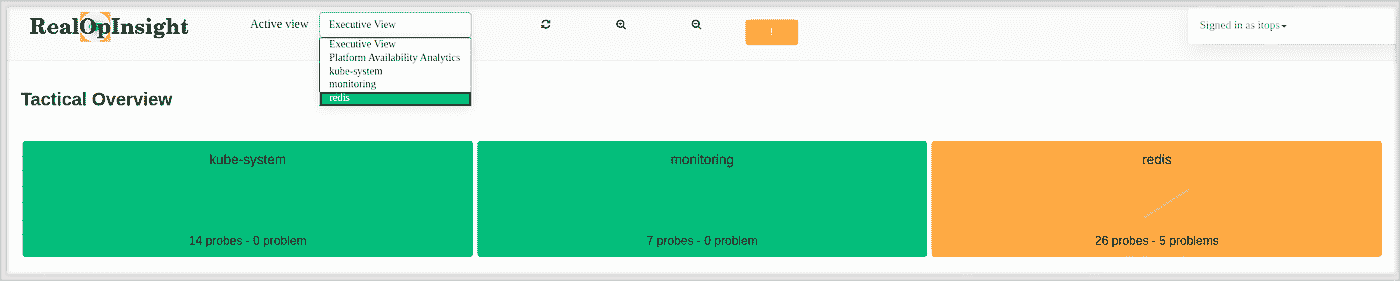 RealOpInsight
Active view
Executive View
Signed in as itops
Executive View
Platform Availability Analytics
kube-system
monitoring
redis
Tactical Overview
kube-system
monitoring
redis
14 probes - 0 problem
7 probes - 0 problem
26 probes - 5 problems